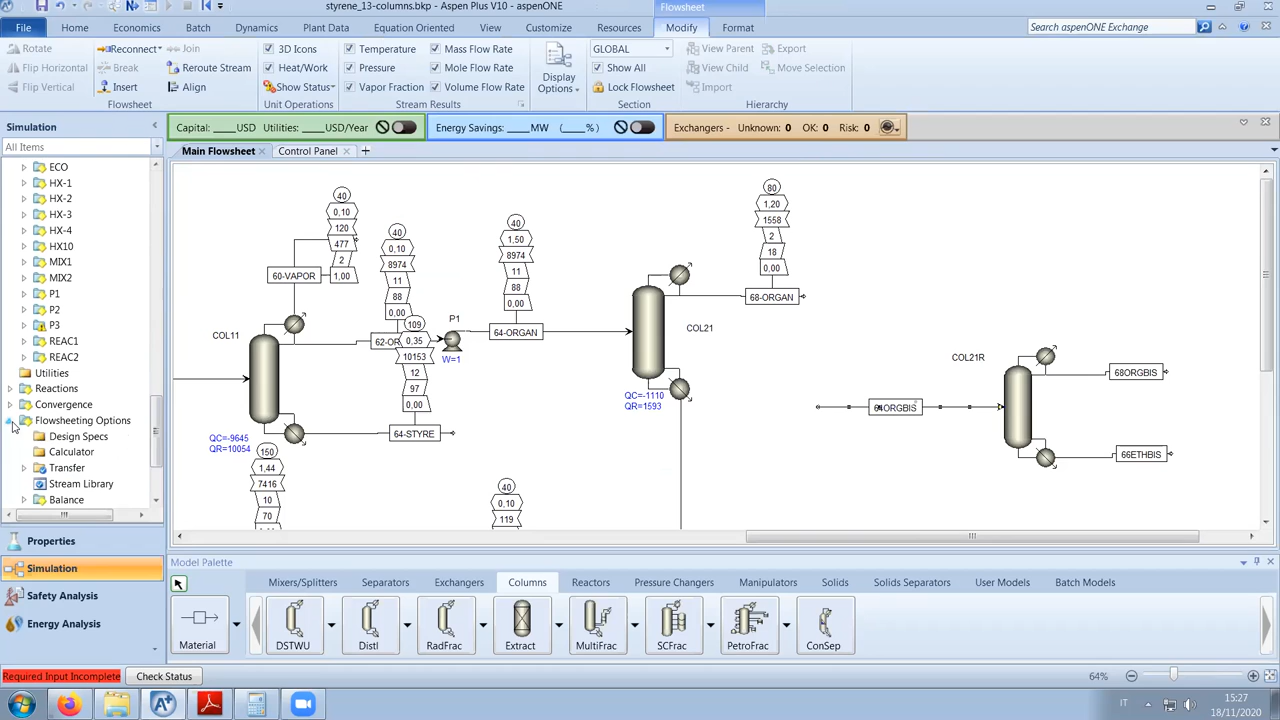 styrene_13-columns.bkp - Aspen Plus V10 - aspenONE
Flowsheet
File Home Economics Batch Dynamics Plant Data Equation Oriented View Customize Resources Modify Format Search aspenONE Exchange
Rotate Reconnect Join 3D Icons Temperature Mass Flow Rate GLOBAL View Parent Export
Flip Horizontal Break Reroute Stream Heat/Work Pressure Mole Flow Rate Show All View Child Move Selection
Flip Vertical Insert Align Show Status Vapor Fraction Volume Flow Rate Display Options Lock Flowsheet Import
Flowsheet Unit Operations Stream Results Section Hierarchy
Simulation
Capital: ____ USD Utilities: ____ USD/Year
Energy Savings: ____ MW (____ %)
Exchangers - Unknown: 0 OK: 0 Risk: 0
All Items
Main Flowsheet Control Panel +
ECO
HX-1
HX-2
HX-3
HX-4
HX10
MIX1
MIX2
P1
P2
P3
REAC1
REAC2
Utilities
Reactions
Convergence
Flowsheeting Options
Design Specs
Calculator
Transfer
Stream Library
Balance
Properties
Simulation
Safety Analysis
Energy Analysis
40
0,10
120
477
2
1,00
60-VAPOR
COL11
QC=-9645
QR=10054
150
1,44
7416
10
70
40
0,10
8974
11
88
0,00
62-OR
109
0,35
10153
12
97
0,00
64-STYRE
P1
W=1
40
1,50
8974
11
88
0,00
64-ORGAN
40
0,10
119
COL21
QC=-1110
QR=1593
80
1,20
1558
2
18
0,00
68-ORGAN
COL21R
64ORGBIS
68ORGBIS
66ETHBIS
Model Palette
Mixers/Splitters Separators Exchangers Columns Reactors Pressure Changers Manipulators Solids Solids Separators User Models Batch Models
Material DSTWU Distl RadFrac Extract MultiFrac SCFrac PetroFrac ConSep
Required Input Incomplete Check Status 64%
IT 15:27
18/11/2020